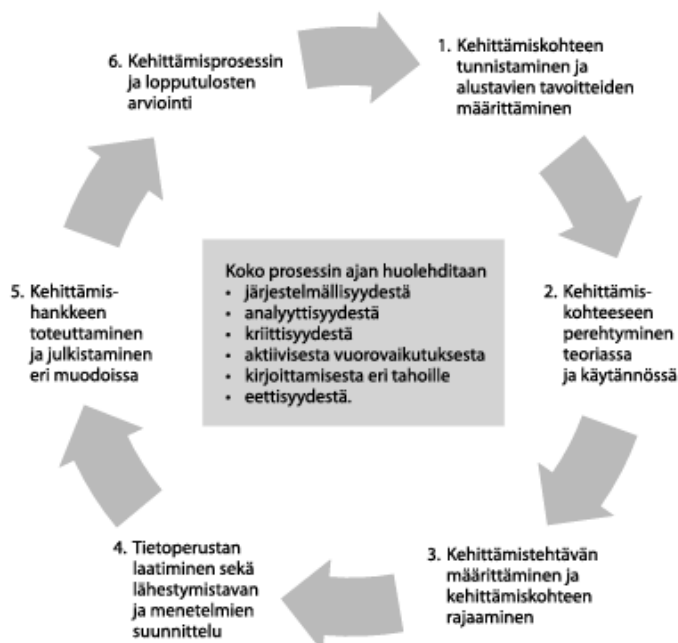 1. Kehittämiskohteen
tunnistaminen ja
alustavien tavoitteiden
määrittäminen
2. Kehittämis-
kohteeseen
perehtyminen
teoriassa
ja käytännössä
3. Kehittämistehtävän
määrittäminen ja
kehittämiskohteen
rajaaminen
4. Tietoperustan
laatiminen sekä
lähestymistavan
ja menetelmien
suunnittelu
5. Kehittämis-
hankkeen
toteuttaminen
ja julkistaminen
eri muodoissa
6. Kehittämisprosessin
ja lopputulosten
arviointi
Koko prosessin ajan huolehditaan
• järjestelmällisyydestä
• analyyttisyydestä
• kriittisyydestä
• aktiivisesta vuorovaikutuksesta
• kirjoittamisesta eri tahoille
• eettisyydestä.